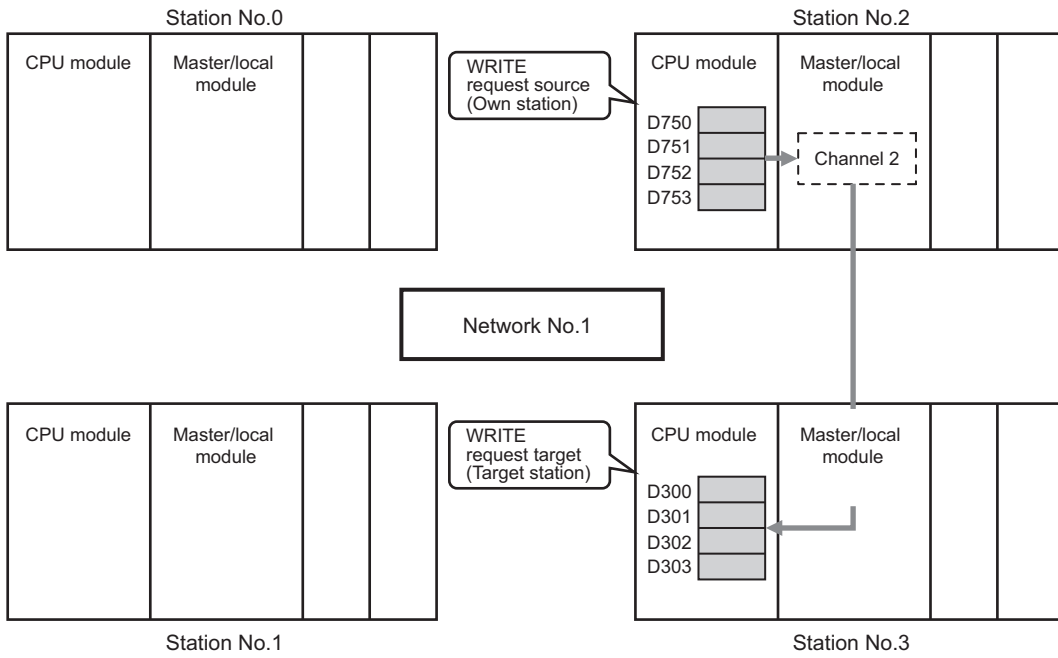 Station No.0
CPU module
Master/local
module
Station No.2
WRITE
request source
(Own station)
CPU module
Master/local
module
D750
D751
D752
D753
Channel 2
Network No.1
CPU module
Master/local
module
Station No.1
WRITE
request target
(Target station)
CPU module
Master/local
module
D300
D301
D302
D303
Station No.3